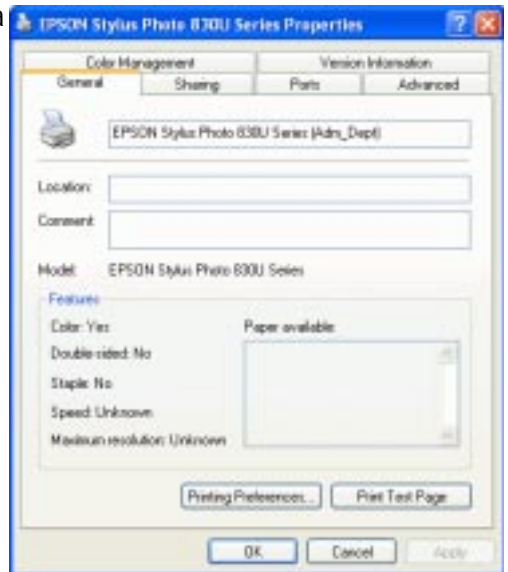 a
EPSON Stylus Photo 830U Series Properties
Color Management Version Information
General Sharing Ports Advanced
EPSON Stylus Photo 830U Series (Adm_Dept)
Location:
Comment:
Model: EPSON Stylus Photo 830U Series
Features
Color: Yes Paper available:
Double-sided: No
Staple: No
Speed: Unknown
Maximum resolution: Unknown
Printing Preferences... Print Test Page
OK Cancel Apply